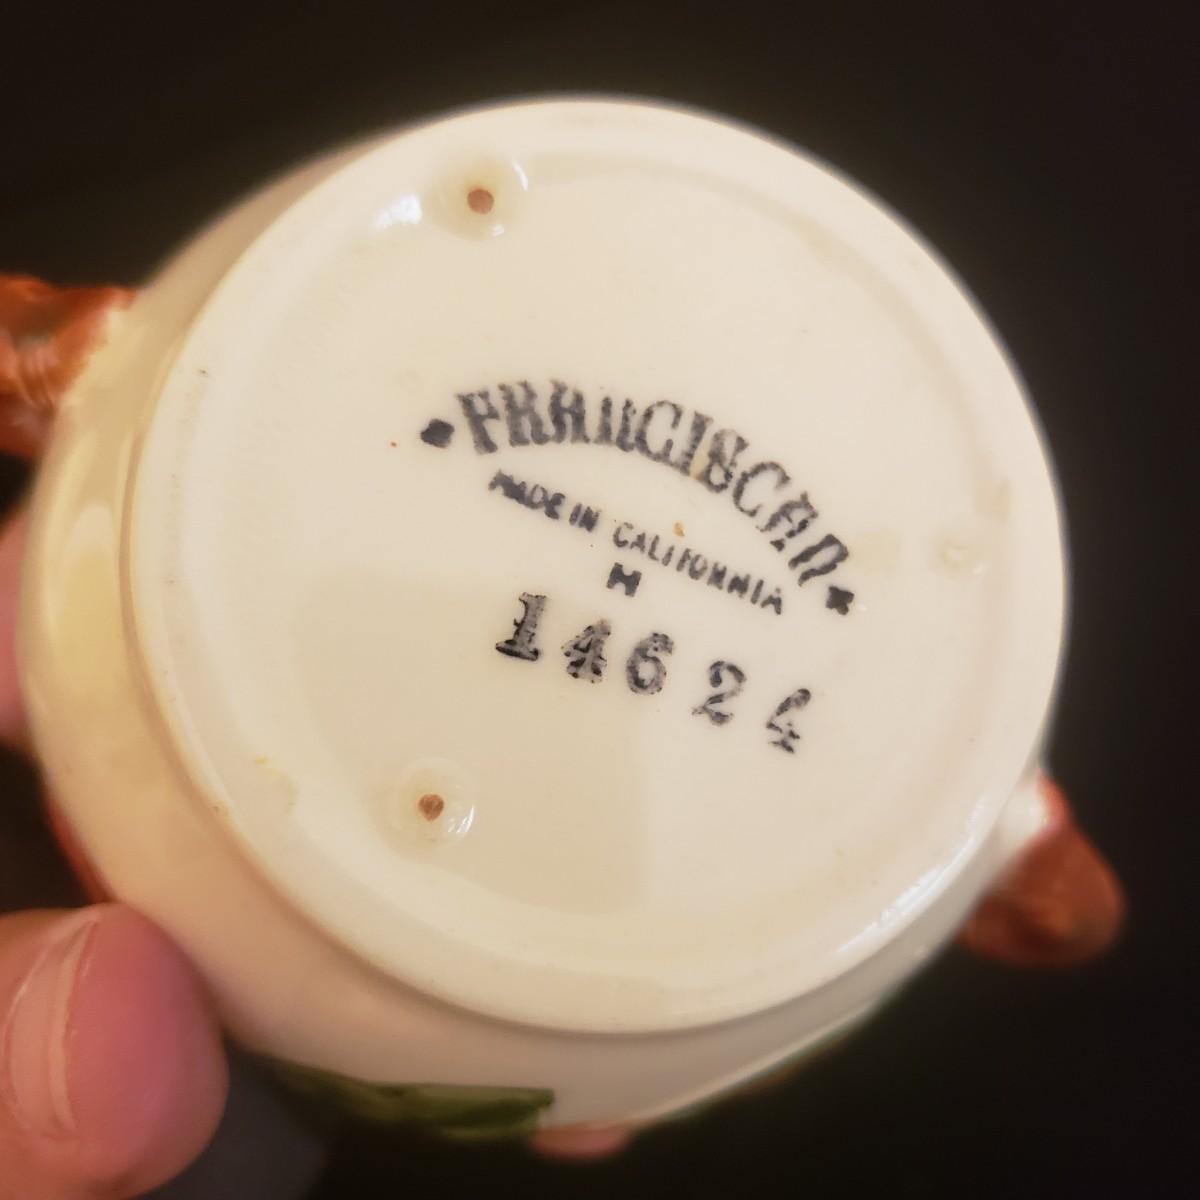 FRANCISCAN
MADE IN CALIFORNIA
H
14624